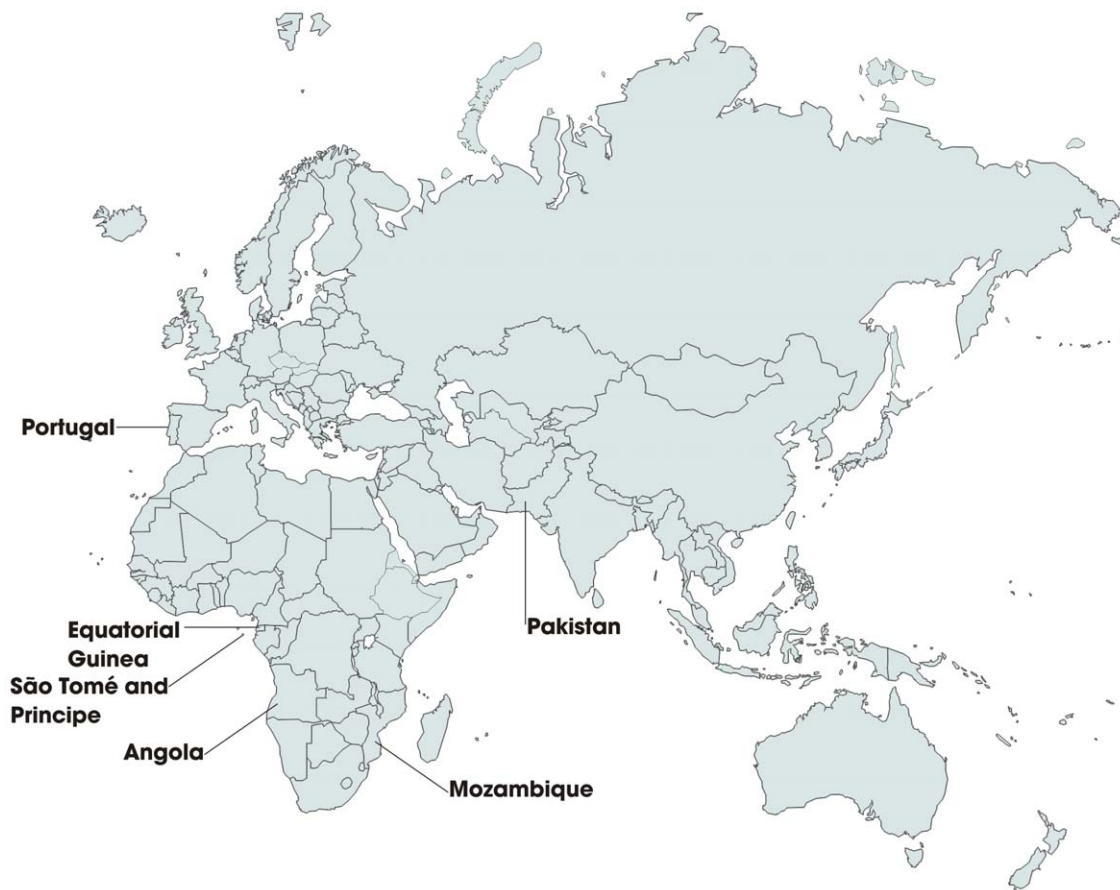 Portugal
Equatorial
Guinea
São Tomé and
Principe
Angola
Pakistan
Mozambique